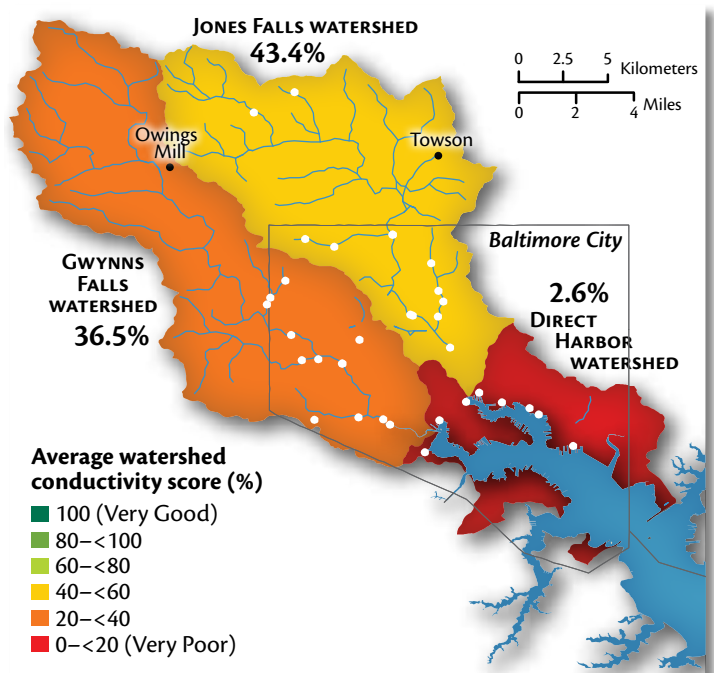 JONES FALLS WATERSHED
43.4%
0 2.5 5 Kilometers
0 2 4 Miles
Owings
Mill
Towson
Baltimore City
GWYNNS
FALLS
WATERSHED
36.5%
2.6%
DIRECT
HARBOR
WATERSHED
Average watershed
conductivity score (%)
100 (Very Good)
80–<100
60–<80
40–<60
20–<40
0–<20 (Very Poor)